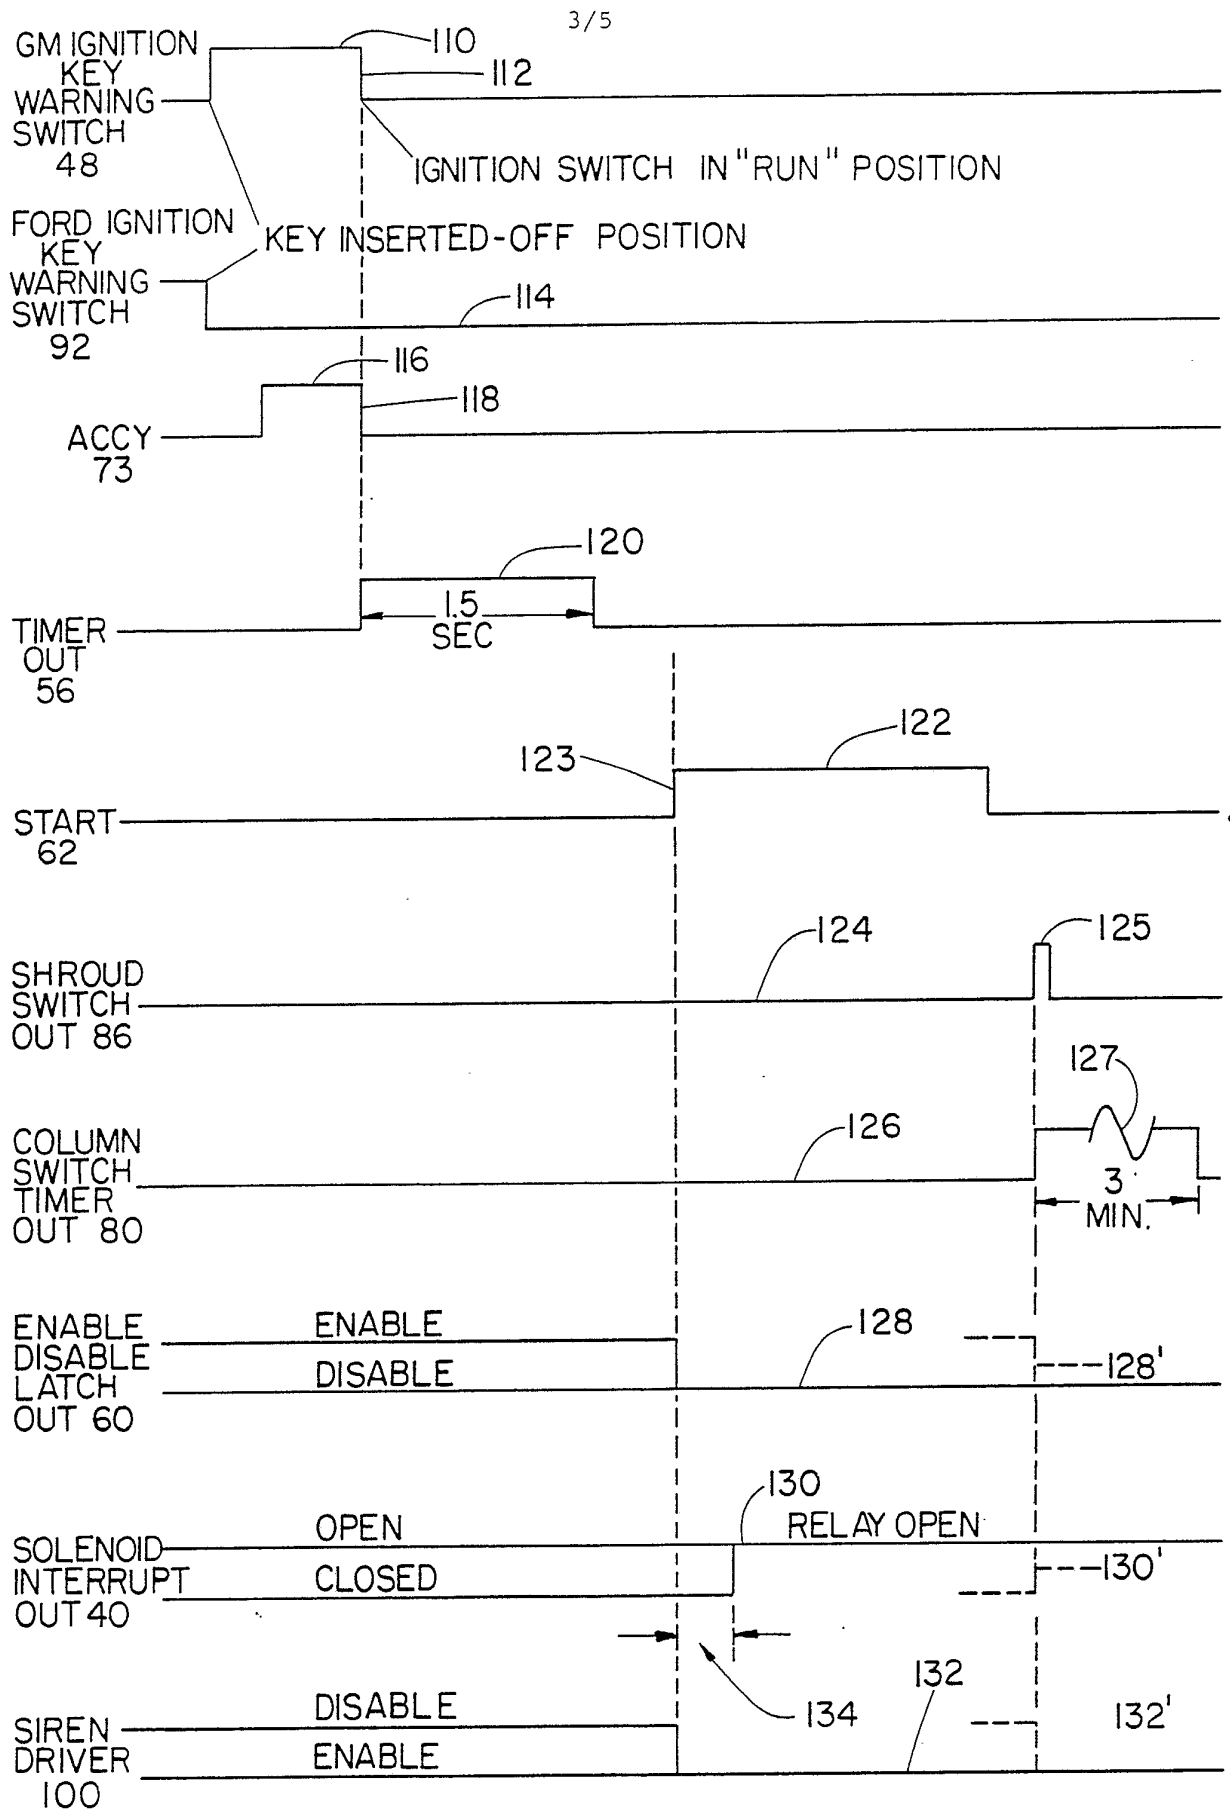 3/5
GM IGNITION
KEY
WARNING
SWITCH
48
110
112
IGNITION SWITCH IN "RUN" POSITION
FORD IGNITION
KEY
WARNING
SWITCH
92
KEY INSERTED-OFF POSITION
114
116
118
ACCY
73
120
1.5
SEC
TIMER
OUT
56
122
123
START
62
124
125
SHROUD
SWITCH
OUT 86
127
126
COLUMN
SWITCH
TIMER
OUT 80
3
MIN.
ENABLE
DISABLE
LATCH
OUT 60
ENABLE
DISABLE
128
128'
130
OPEN
RELAY OPEN
SOLENOID
INTERRUPT
OUT 40
CLOSED
130'
132
DISABLE
134
132'
SIREN
DRIVER
100
ENABLE